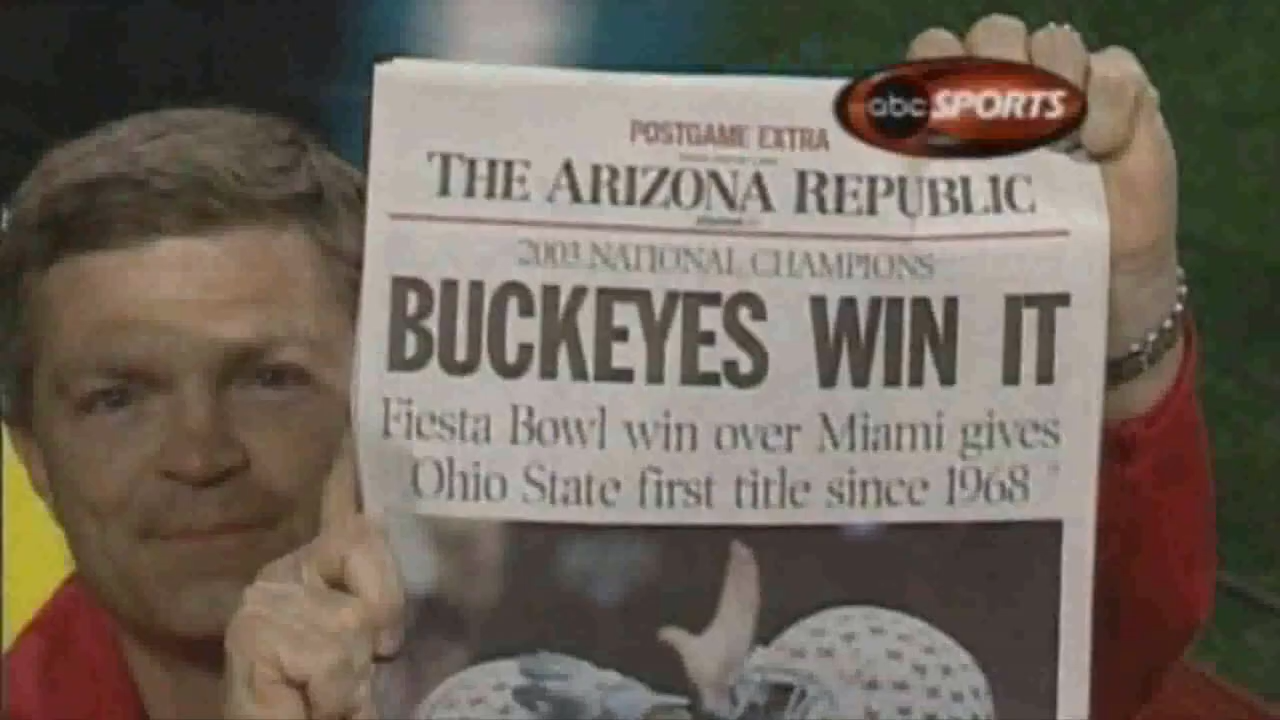 abc SPORTS
POSTGAME EXTRA
THE ARIZONA REPUBLIC
2003 NATIONAL CHAMPIONS
BUCKEYES WIN IT
Fiesta Bowl win over Miami gives
Ohio State first title since 1968